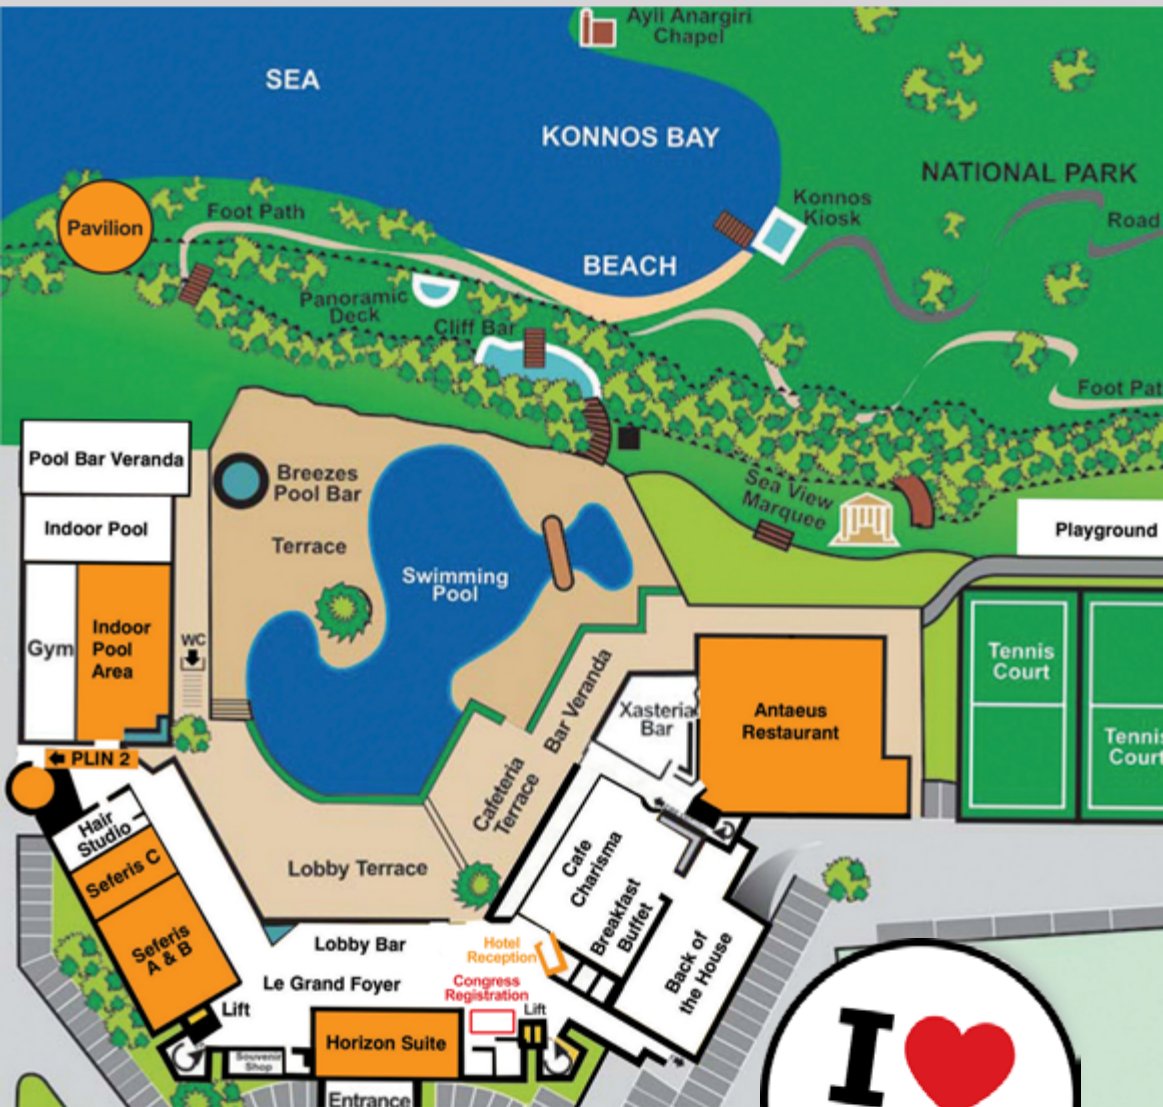 Ayii Anargiri
Chapel
SEA
KONNOS BAY
NATIONAL PARK
Konnos
Kiosk
Road
Pavilion
Foot Path
BEACH
Panoramic
Deck
Cliff Bar
Foot Pat
Pool Bar Veranda
Breezes
Pool Bar
Sea View
Marquee
Indoor Pool
Playground
Terrace
Swimming
Pool
Gym
Indoor
Pool
Area
WC
Tennis
Court
Bar Veranda
Xasteria
Bar
Antaeus
Restaurant
Tennis
Court
PLIN 2
Cafeteria
Terrace
Hair
Studio
Seferis C
Lobby Terrace
Cafe
Charisma
Breakfast
Buffet
Seferis
A & B
Lobby Bar
Hotel
Reception
Back of
the House
Le Grand Foyer
Congress
Registration
Lift
Lift
Horizon Suite
Souvenir
Shop
Entrance
I